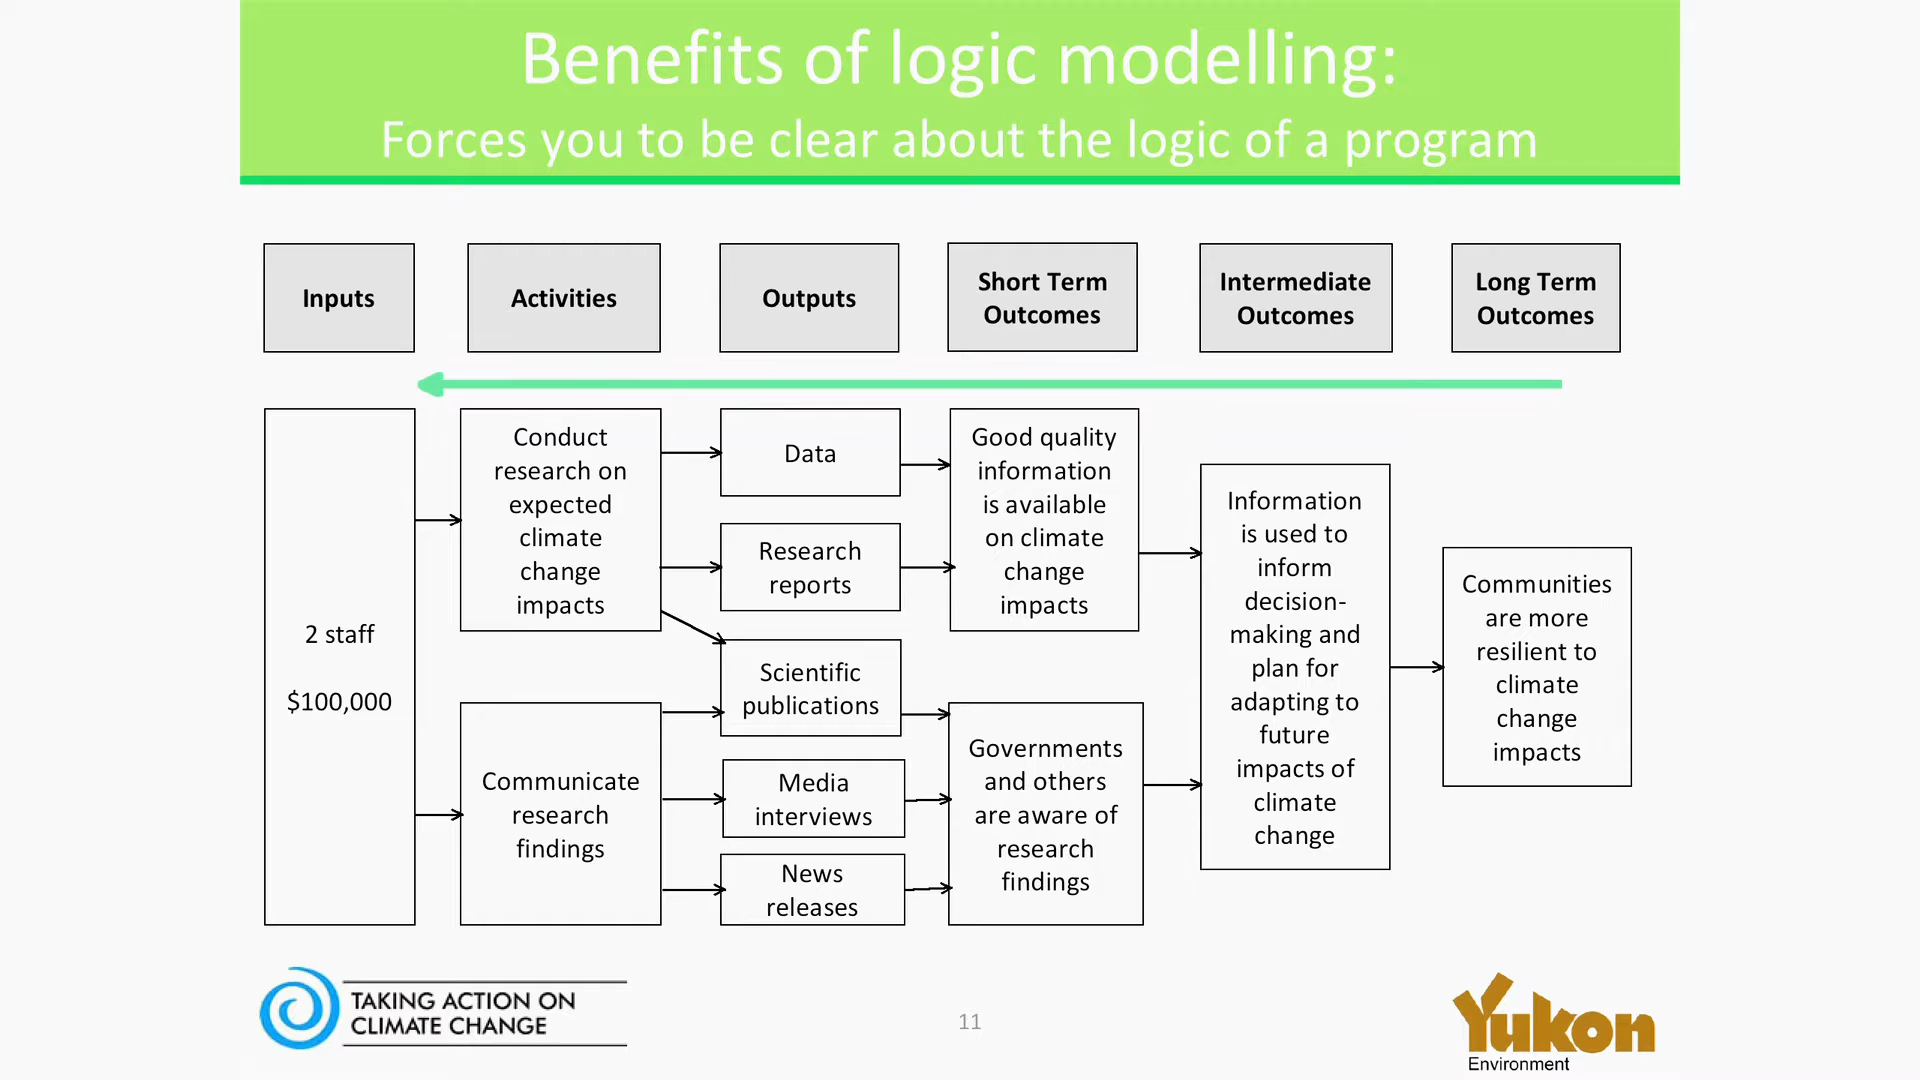 Benefits of logic modelling:
Forces you to be clear about the logic of a program
Inputs
Activities
Outputs
Short Term
Outcomes
Intermediate
Outcomes
Long Term
Outcomes
2 staff
$100,000
Conduct
research on
expected
climate
change
impacts
Communicate
research
findings
Data
Research
reports
Scientific
publications
Media
interviews
News
releases
Good quality
information
is available
on climate
change
impacts
Governments
and others
are aware of
research
findings
Information
is used to
inform
decision-
making and
plan for
adapting to
future
impacts of
climate
change
Communities
are more
resilient to
climate
change
impacts
TAKING ACTION ON
CLIMATE CHANGE
11
Yukon
Environment